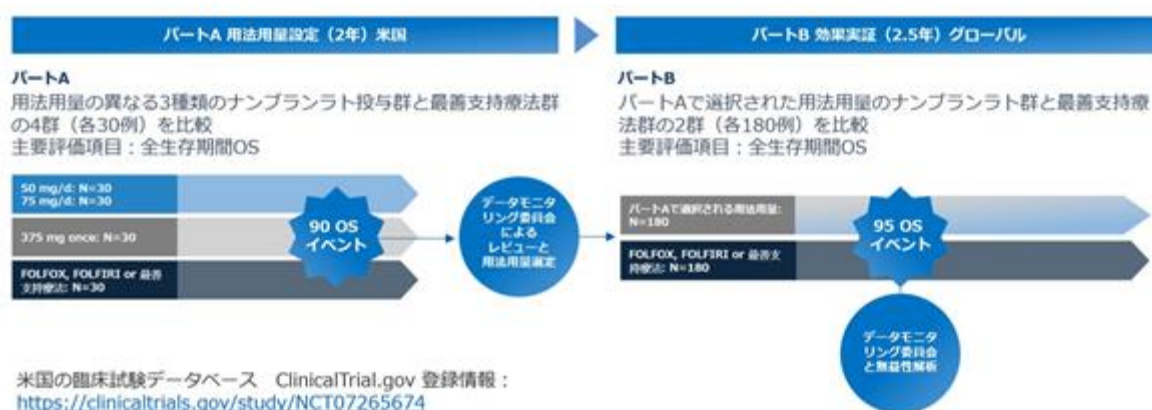 パートA 用法用量設定（2年）米国
パートB 効果実証（2.5年）グローバル
パートA
用法用量の異なる3種類のナンブランラト投与群と最善支持療法群
の4群（各30例）を比較
主要評価項目：全生存期間OS
50 mg/d: N=30
75 mg/d: N=30
375 mg once: N=30
FOLFOX, FOLFIRI or 最善
支持療法: N=30
90 OS
イベント
データモニタ
リング委員会
による
レビューと
用法用量選定
パートB
パートAで選択された用法用量のナンブランラト群と最善支持療
法群の2群（各180例）を比較
主要評価項目：全生存期間OS
パートAで選択される用法用量:
N=180
FOLFOX, FOLFIRI or 最善支
持療法: N=180
95 OS
イベント
データモニタ
リング委員会
と無益性解析
米国の臨床試験データベース　ClinicalTrial.gov 登録情報：
https://clinicaltrials.gov/study/NCT07265674